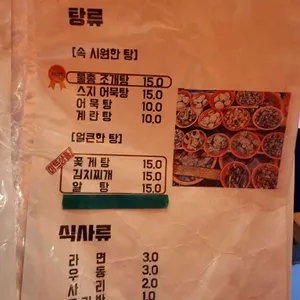 탕류
[속 시원한 탕]
물총 조개탕 15.0
스지 어묵탕 15.0
어묵탕 10.0
계란탕 10.0
[얼큰한 탕]
꽃게탕 15.0
김치찌개 15.0
알탕 15.0
식사류
라면 3.0
우동 3.0
사리 2.0
1.0